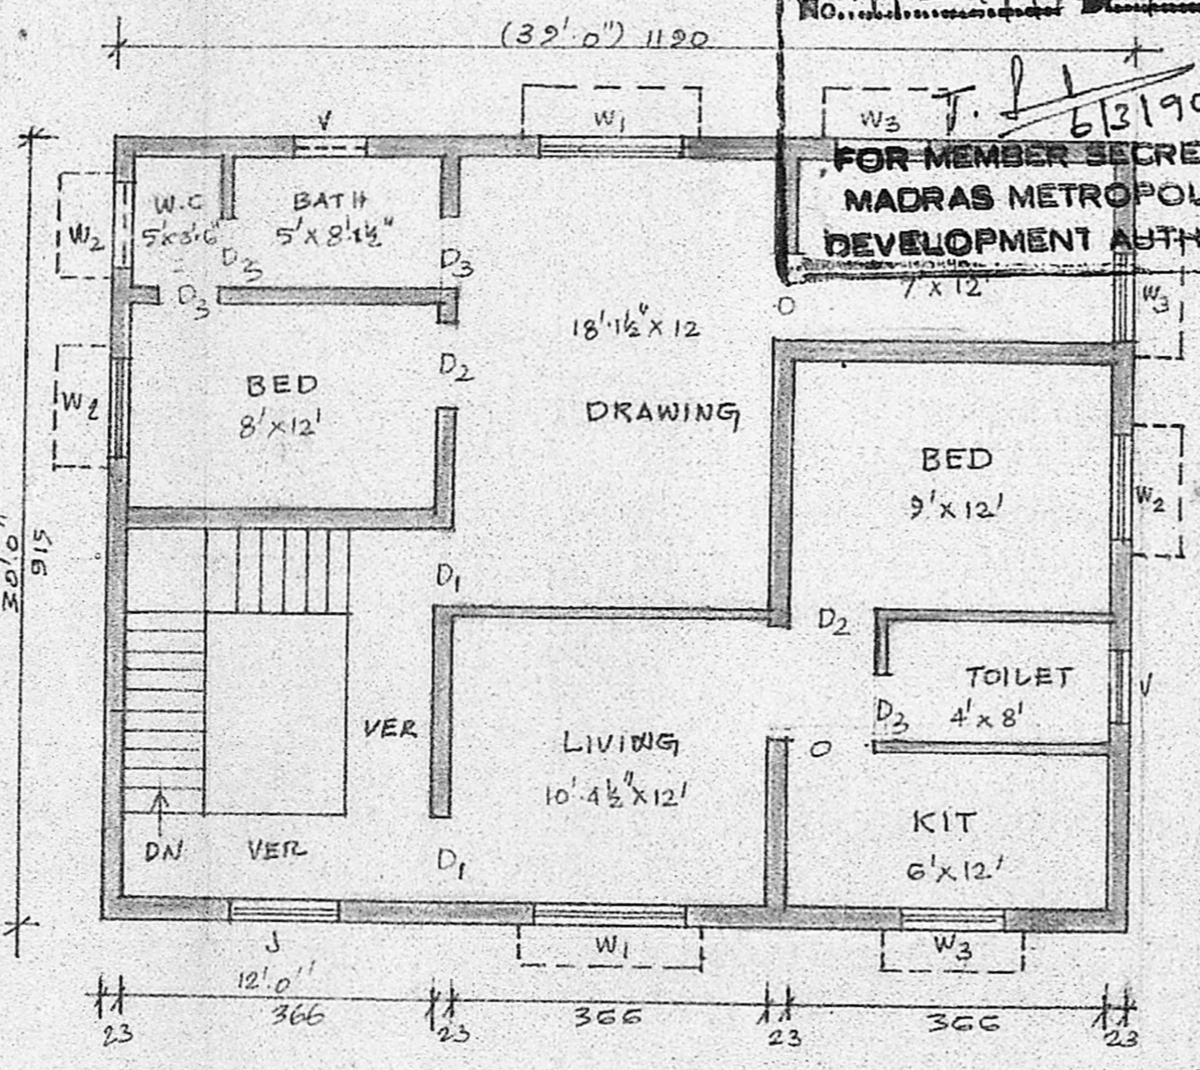 No.
(39'.0") 1190
T.
6/3/90
FOR MEMBER SECRE
MADRAS METROPOL
DEVELOPMENT AUTH
V
W1
W3
W2
W.C
5'x3'.6"
BATH
5'x8'.1½"
D3
D3
D3
7'x12'
W3
O
18'.1½"x12
DRAWING
D2
W2
BED
8'x12'
BED
9'x12'
W2
30'.0"
915
D1
D2
TOILET
4'x8'
V
D3
O
VER
LIVING
10'.4½"x12'
KIT
6'x12'
DN
VER
D1
J
W1
W3
12'.0"
366
366
366
23
23
23
23